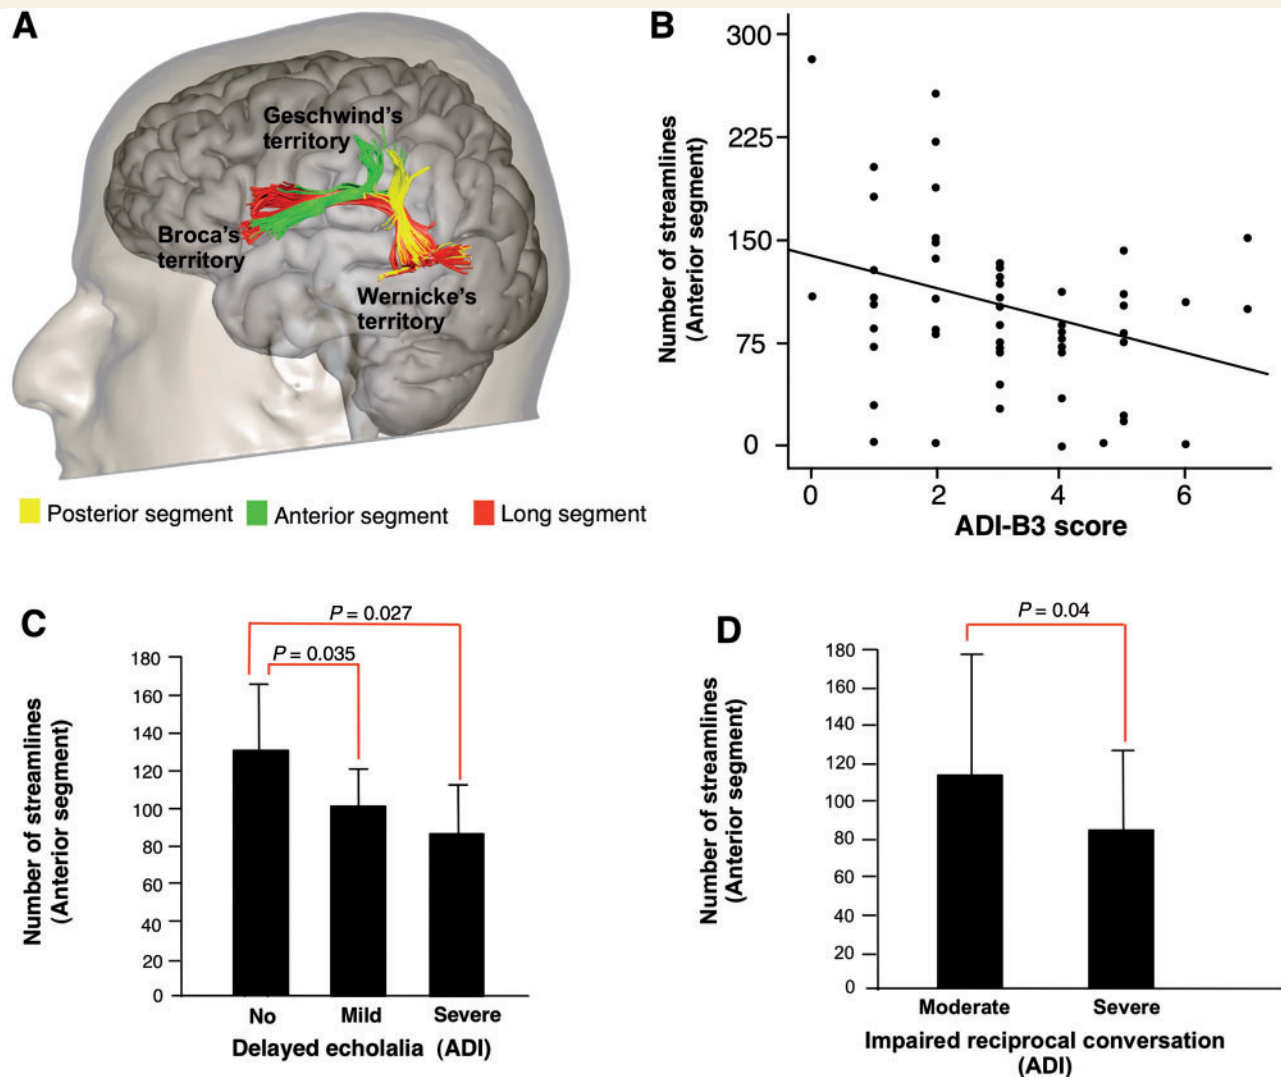 A
Geschwind's
territory
Broca's
territory
Wernicke's
territory
Posterior segment Anterior segment Long segment
B
Number of streamlines
(Anterior segment)
300
225
150
75
0
0 2 4 6
ADI-B3 score
C
P = 0.027
P = 0.035
Number of streamlines
(Anterior segment)
180
160
140
120
100
80
60
40
20
0
No Mild Severe
Delayed echolalia (ADI)
D
P = 0.04
Number of streamlines
(Anterior segment)
180
160
140
120
100
80
60
40
20
0
Moderate Severe
Impaired reciprocal conversation
(ADI)